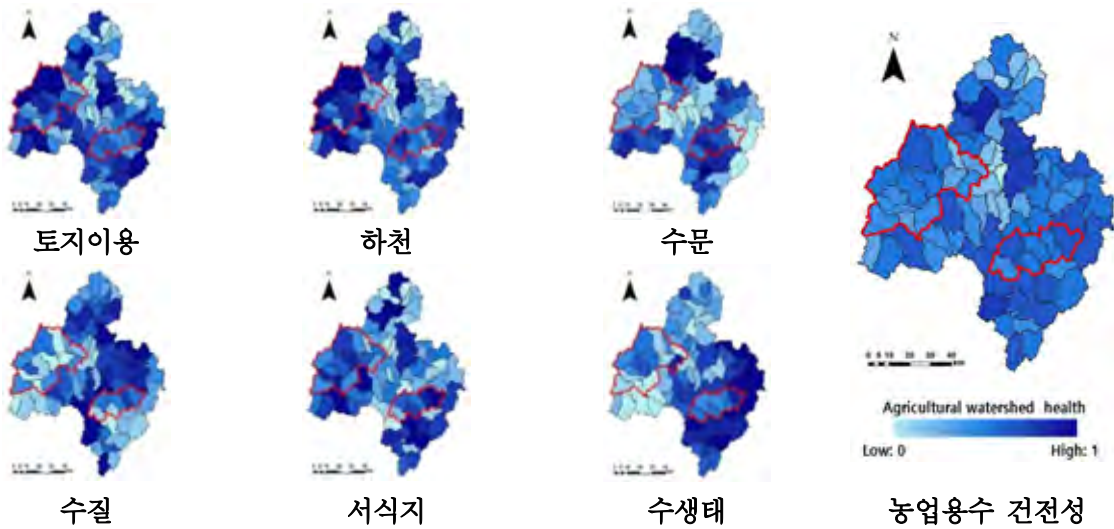 토지이용
하천
수문
수질
서식지
수생태
N
Agricultural watershed health
Low: 0
High: 1
농업용수 건전성